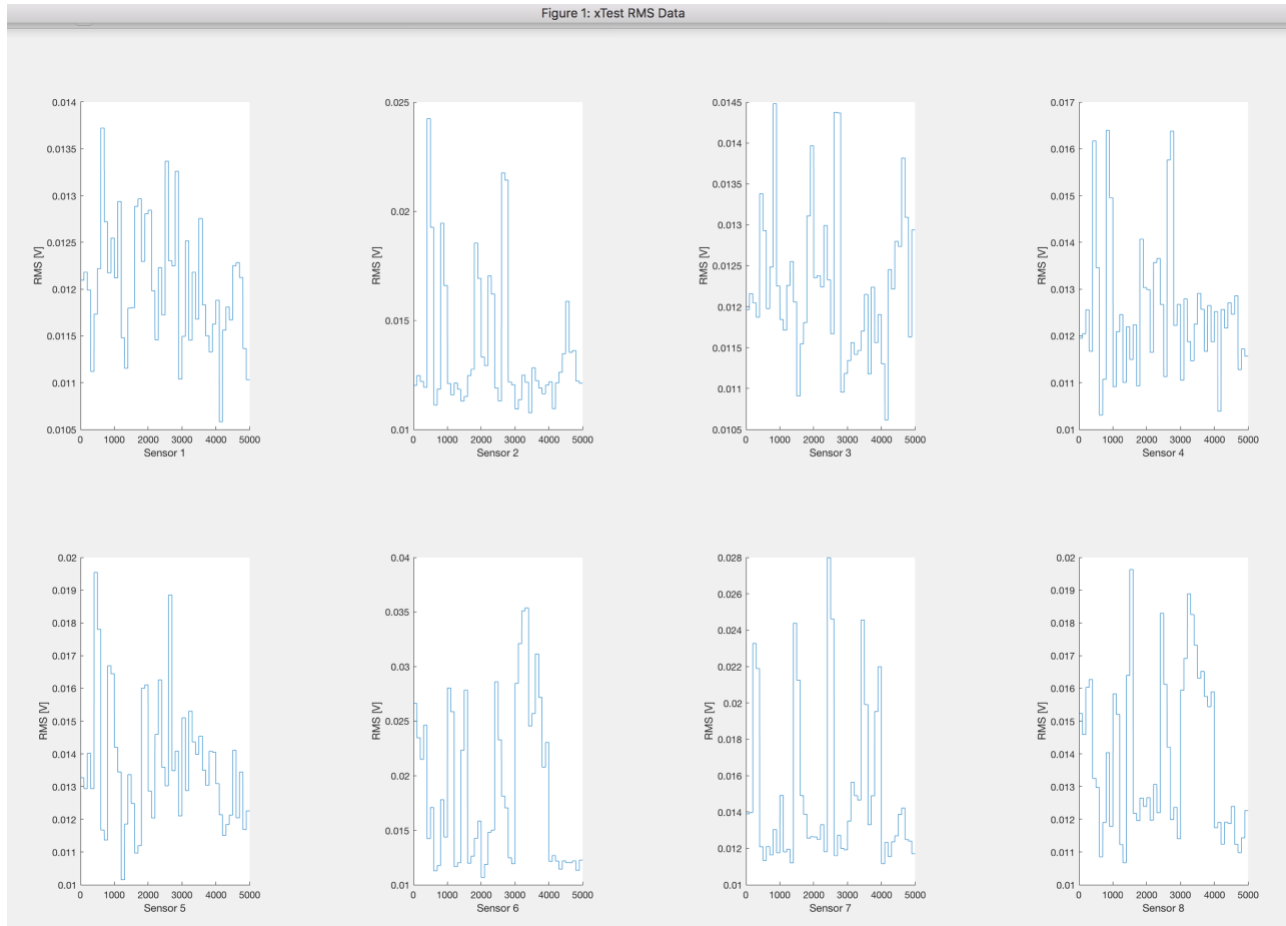 Figure 1: xTest RMS Data
0.014
0.0135
0.013
0.0125
0.012
0.0115
0.011
0.0105
RMS [V]
0 1000 2000 3000 4000 5000
Sensor 1
0.025
0.02
0.015
0.01
RMS [V]
0 1000 2000 3000 4000 5000
Sensor 2
0.0145
0.014
0.0135
0.013
0.0125
0.012
0.0115
0.011
0.0105
RMS [V]
0 1000 2000 3000 4000 5000
Sensor 3
0.017
0.016
0.015
0.014
0.013
0.012
0.011
0.01
RMS [V]
0 1000 2000 3000 4000 5000
Sensor 4
0.02
0.019
0.018
0.017
0.016
0.015
0.014
0.013
0.012
0.011
0.01
RMS [V]
0 1000 2000 3000 4000 5000
Sensor 5
0.04
0.035
0.03
0.025
0.02
0.015
0.01
RMS [V]
0 1000 2000 3000 4000 5000
Sensor 6
0.028
0.026
0.024
0.022
0.02
0.018
0.016
0.014
0.012
0.01
RMS [V]
0 1000 2000 3000 4000 5000
Sensor 7
0.02
0.019
0.018
0.017
0.016
0.015
0.014
0.013
0.012
0.011
0.01
RMS [V]
0 1000 2000 3000 4000 5000
Sensor 8